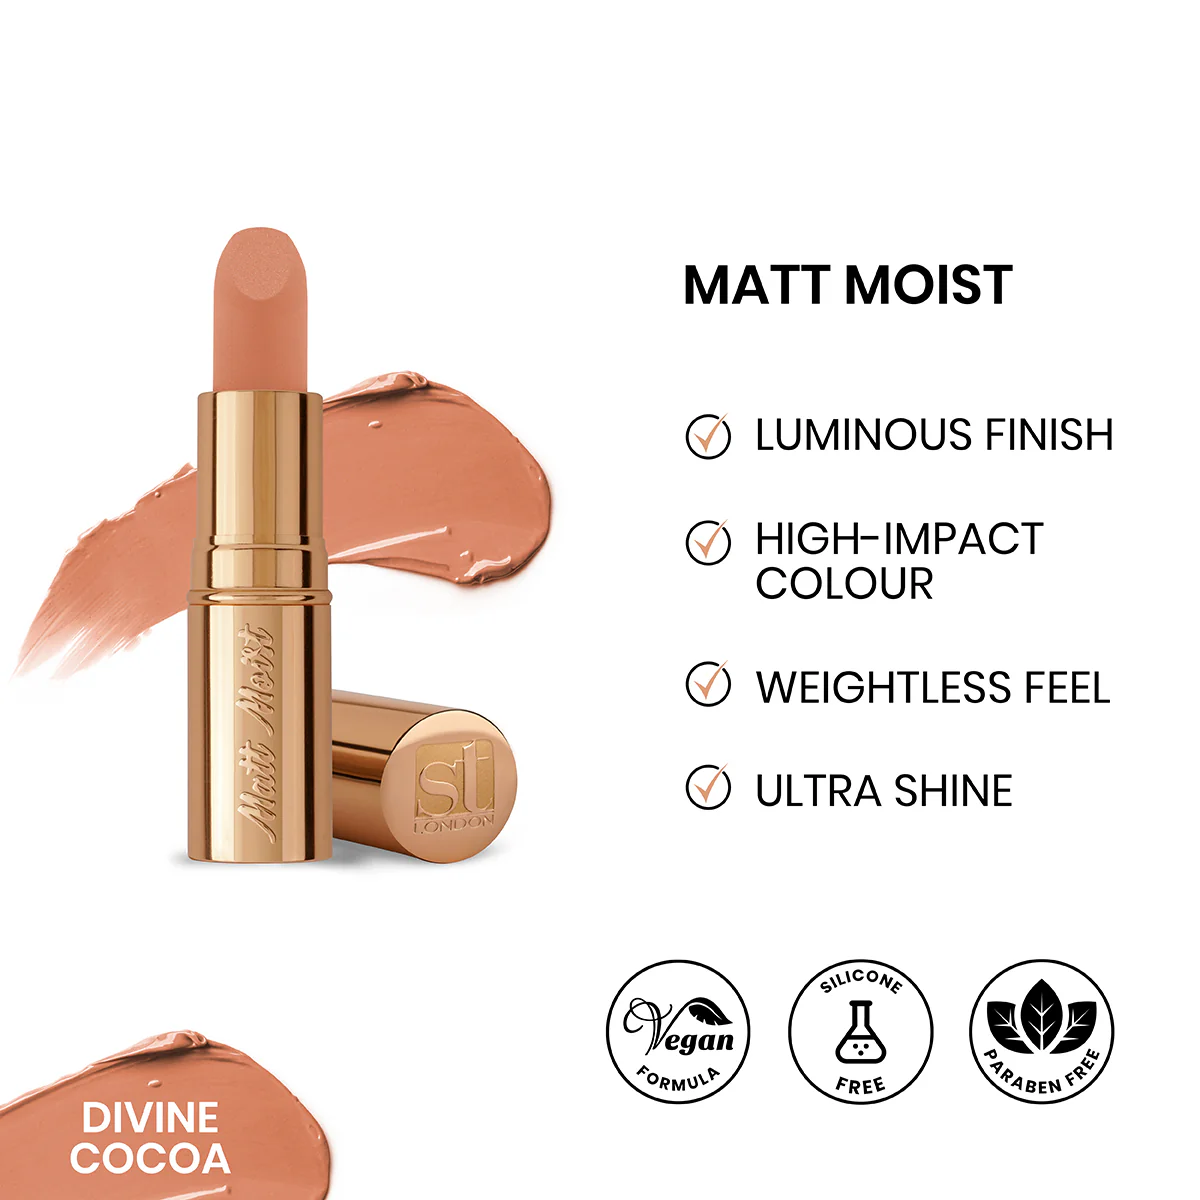 MATT MOIST
LUMINOUS FINISH
HIGH-IMPACT
COLOUR
WEIGHTLESS FEEL
ULTRA SHINE
Matt Moist
st
LONDON
Vegan
FORMULA
SILICONE
FREE
PARABEN FREE
DIVINE
COCOA